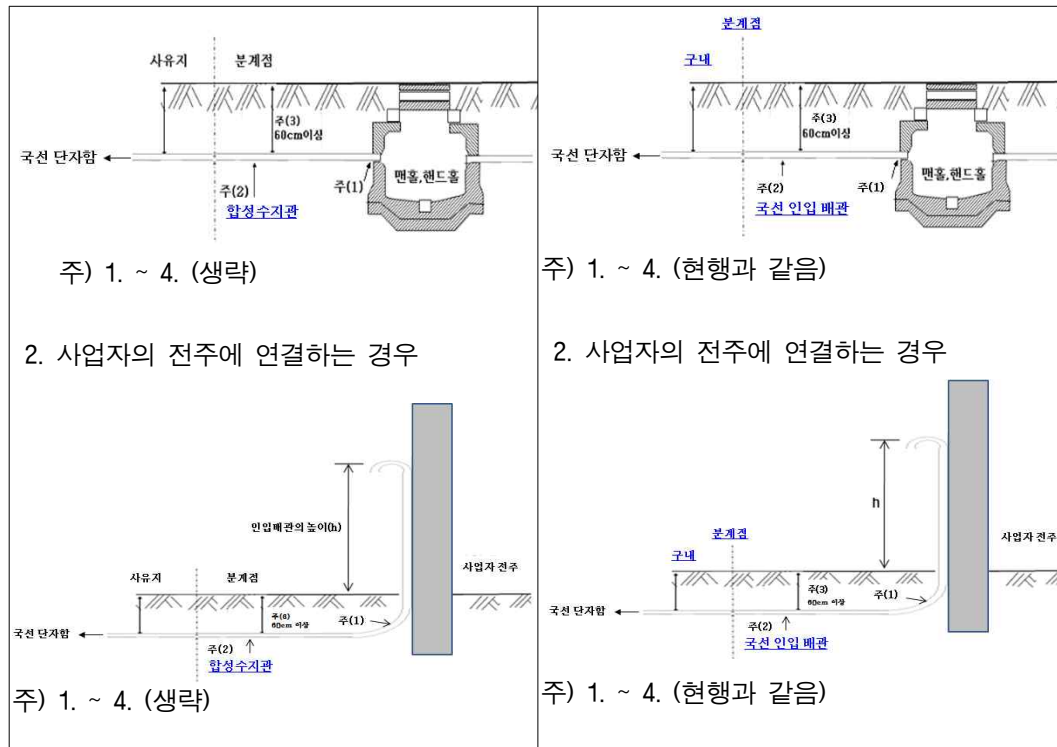 사유지
분계점
주(3)
60cm이상
국선 단자함
주(1)
맨홀,핸드홀
주(2)
합성수지관
주) 1. ~ 4. (생략)
2. 사업자의 전주에 연결하는 경우
인입배관의 높이(h)
사업자 전주
사유지
분계점
주(8)
60cm 이상
주(1)
국선 단자함
주(2)
합성수지관
주) 1. ~ 4. (생략)
분계점
구내
주(3)
60cm이상
국선 단자함
맨홀,핸드홀
주(2)
주(1)
국선 인입 배관
주) 1. ~ 4. (현행과 같음)
2. 사업자의 전주에 연결하는 경우
h
분계점
사업자 전주
구내
주(3)
60cm 이상
주(1)
국선 단자함
주(2)
국선 인입 배관
주) 1. ~ 4. (현행과 같음)